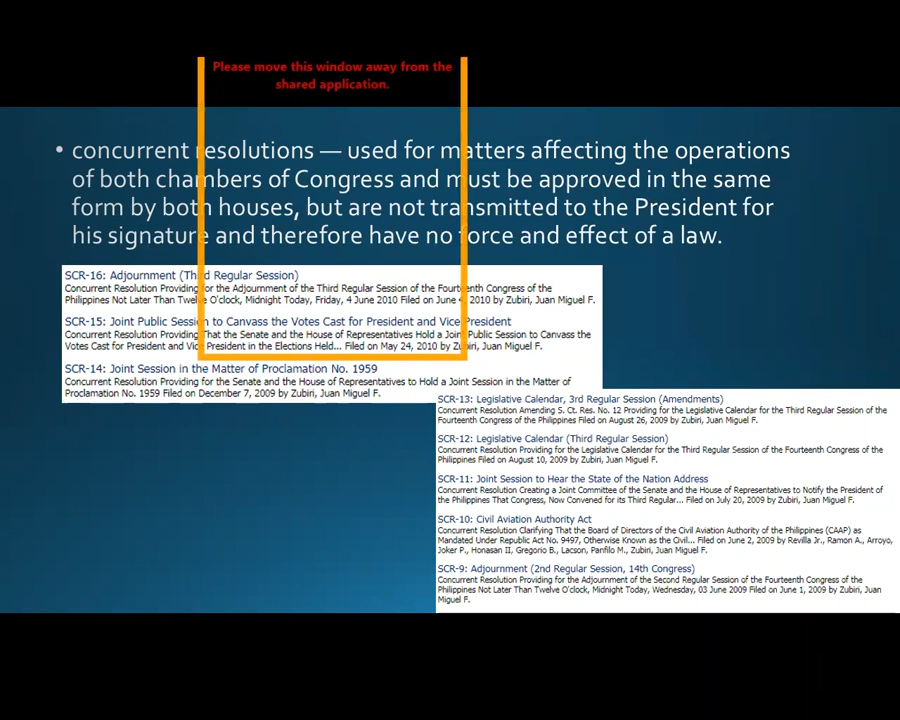 Please move this window away from the
shared application.
• concurrent resolutions — used for matters affecting the operations
of both chambers of Congress and must be approved in the same
form by both houses, but are not transmitted to the President for
his signature and therefore have no force and effect of a law.
SCR-16: Adjournment (Third Regular Session)
Concurrent Resolution Providing for the Adjournment of the Third Regular Session of the Fourteenth Congress of the
Philippines Not Later Than Twelve O'clock, Midnight Today, Friday, 4 June 2010 Filed on June 4, 2010 by Zubiri, Juan Miguel F.
SCR-15: Joint Public Session to Canvass the Votes Cast for President and Vice President
Concurrent Resolution Providing That the Senate and the House of Representatives Hold a Joint Public Session to Canvass the
Votes Cast for President and Vice President in the Elections Held... Filed on May 24, 2010 by Zubiri, Juan Miguel F.
SCR-14: Joint Session in the Matter of Proclamation No. 1959
Concurrent Resolution Providing for the Senate and the House of Representatives to Hold a Joint Session in the Matter of
Proclamation No. 1959 Filed on December 7, 2009 by Zubiri, Juan Miguel F.
SCR-13: Legislative Calendar, 3rd Regular Session (Amendments)
Concurrent Resolution Amending S. Ct. Res. No. 12 Providing for the Legislative Calendar for the Third Regular Session of the
Fourteenth Congress of the Philippines Filed on August 26, 2009 by Zubiri, Juan Miguel F.
SCR-12: Legislative Calendar (Third Regular Session)
Concurrent Resolution Providing for the Legislative Calendar for the Third Regular Session of the Fourteenth Congress of the
Philippines Filed on August 10, 2009 by Zubiri, Juan Miguel F.
SCR-11: Joint Session to Hear the State of the Nation Address
Concurrent Resolution Creating a Joint Committee of the Senate and the House of Representatives to Notify the President of
the Philippines That Congress, Now Convened for its Third Regular... Filed on July 20, 2009 by Zubiri, Juan Miguel F.
SCR-10: Civil Aviation Authority Act
Concurrent Resolution Clarifying That the Board of Directors of the Civil Aviation Authority of the Philippines (CAAP) as
Mandated Under Republic Act No. 9497, Otherwise Known as the Civil... Filed on June 2, 2009 by Revilla Jr., Ramon A., Arroyo,
Joker P., Honasan II, Gregorio B., Lacson, Panfilo M., Zubiri, Juan Miguel F.
SCR-9: Adjournment (2nd Regular Session, 14th Congress)
Concurrent Resolution Providing for the Adjournment of the Second Regular Session of the Fourteenth Congress of the
Philippines Not Later Than Twelve O'clock, Midnight Today, Wednesday, 03 June 2009 Filed on June 1, 2009 by Zubiri, Juan
Miguel F.